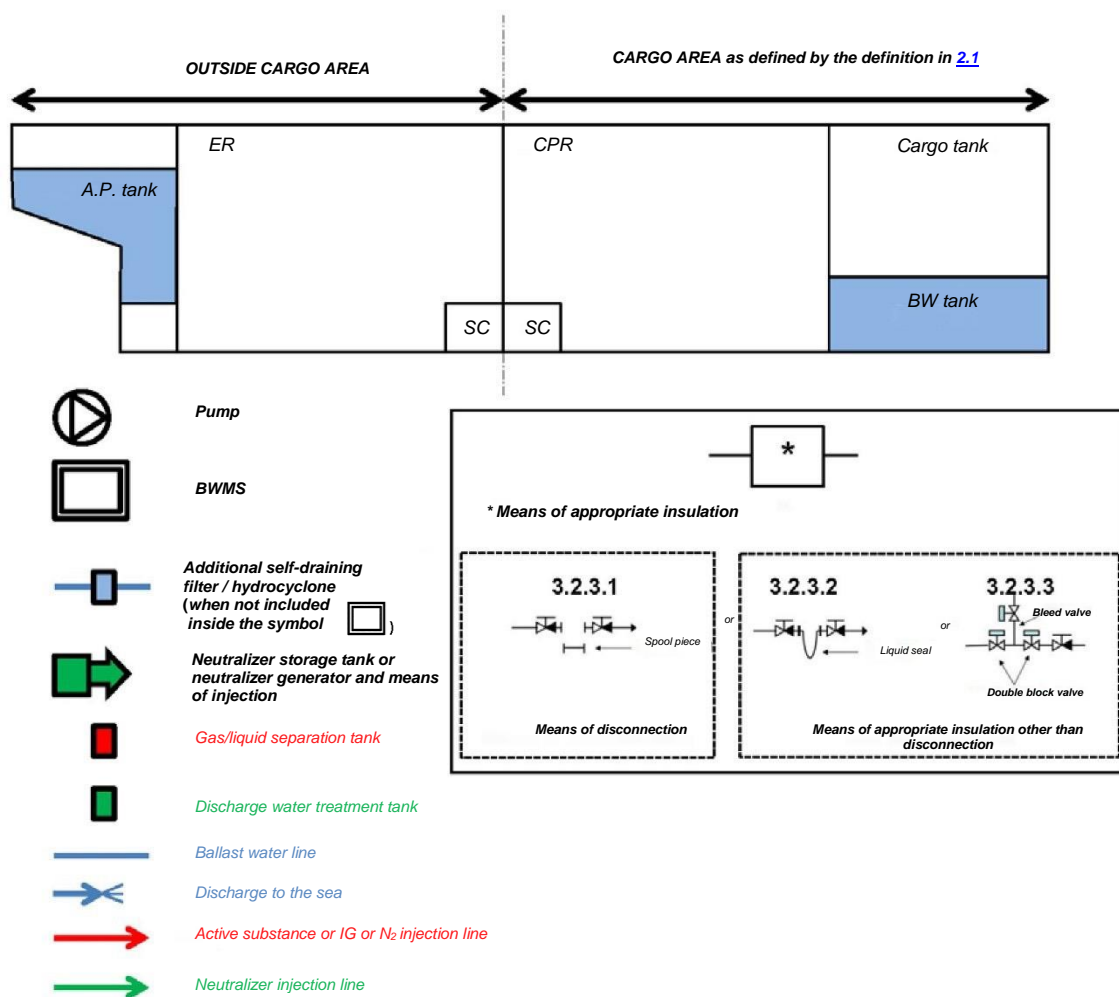 OUTSIDE CARGO AREA
CARGO AREA as defined by the definition in 2.1
ER
CPR
Cargo tank
A.P. tank
BW tank
SC
SC
Pump
BWMS
Additional self-draining
filter / hydrocyclone
(when not included
inside the symbol )
Neutralizer storage tank or
neutralizer generator and means
of injection
Gas/liquid separation tank
Discharge water treatment tank
Ballast water line
Discharge to the sea
Active substance or IG or N₂ injection line
Neutralizer injection line
*
* Means of appropriate insulation
3.2.3.1
Spool piece
Means of disconnection
or
3.2.3.2
Liquid seal
or
3.2.3.3
Bleed valve
Double block valve
Means of appropriate insulation other than
disconnection